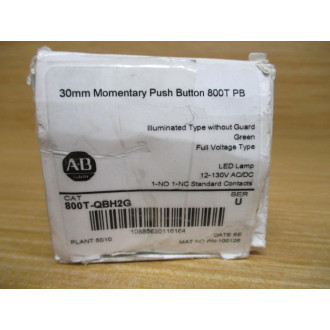 30mm Momentary Push Button 800T PB
Illuminated Type without Guard
Green
Full Voltage Type
A-B
LED Lamp
12-130V AC/DC
1-NO 1-NC Standard Contacts
CAT
SER
800T-QBH2G
U
PLANT 5510